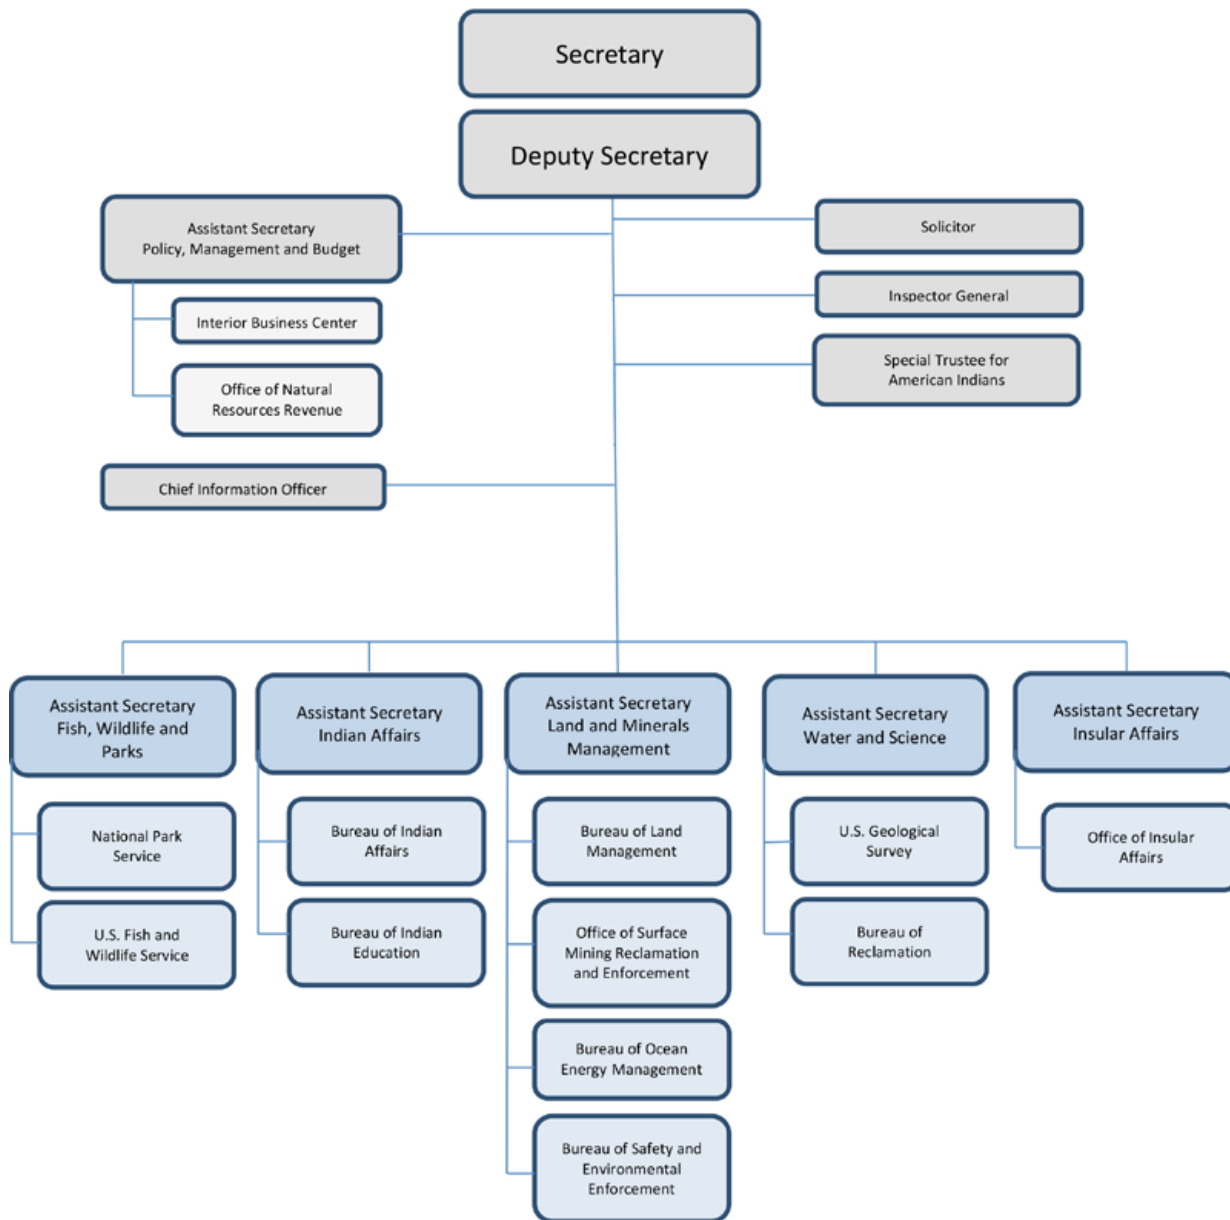 Secretary
Deputy Secretary
Assistant Secretary
Policy, Management and Budget
Solicitor
Interior Business Center
Inspector General
Office of Natural
Resources Revenue
Special Trustee for
American Indians
Chief Information Officer
Assistant Secretary
Fish, Wildlife and
Parks
National Park
Service
U.S. Fish and
Wildlife Service
Assistant Secretary
Indian Affairs
Bureau of Indian
Affairs
Bureau of Indian
Education
Assistant Secretary
Land and Minerals
Management
Bureau of Land
Management
Office of Surface
Mining Reclamation
and Enforcement
Bureau of Ocean
Energy Management
Bureau of Safety and
Environmental
Enforcement
Assistant Secretary
Water and Science
U.S. Geological
Survey
Bureau of
Reclamation
Assistant Secretary
Insular Affairs
Office of Insular
Affairs